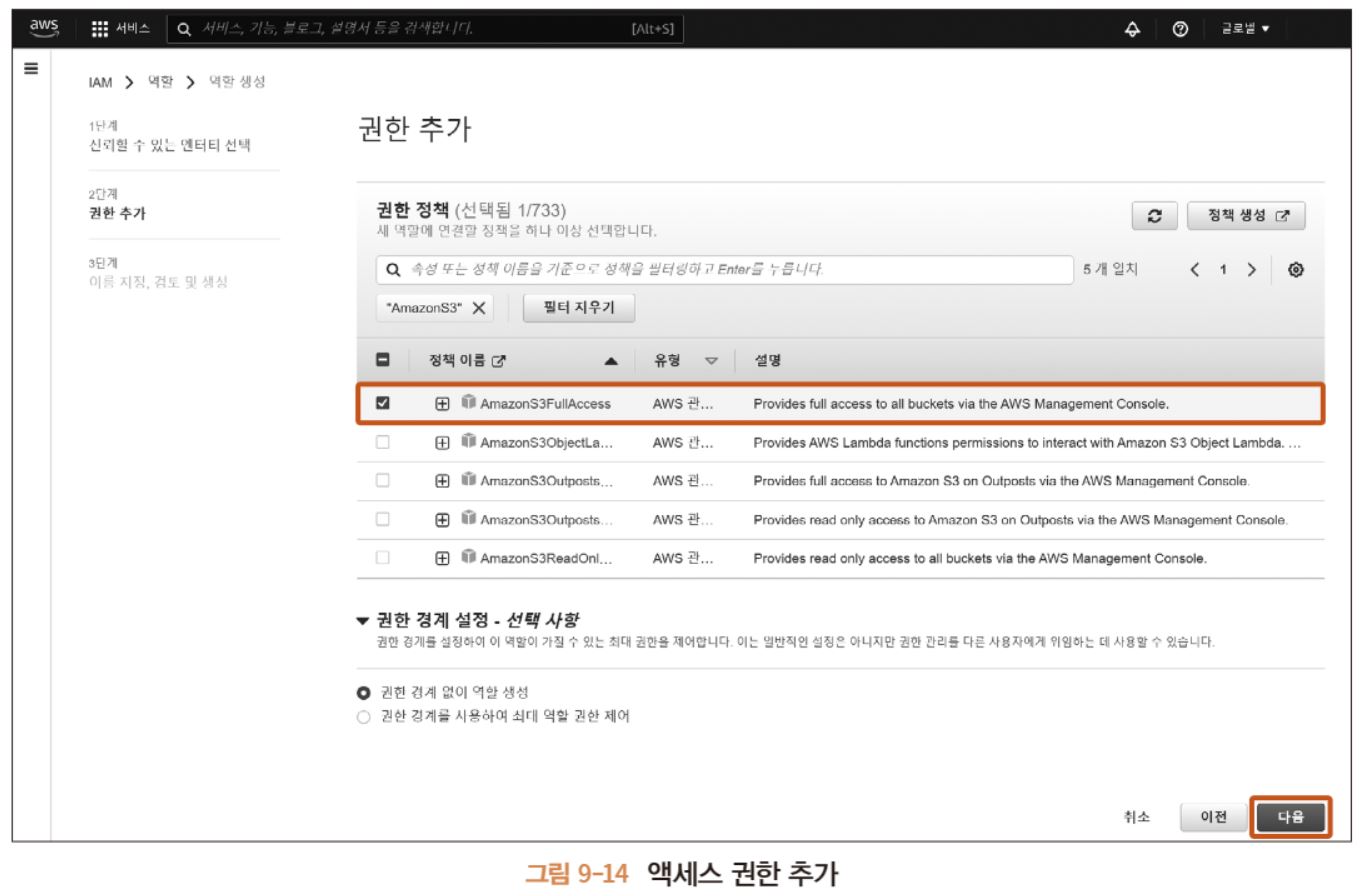 aws 서비스 서비스, 기능, 블로그, 설명서 등을 검색합니다. [Alt+S] 글로벌 ▼
IAM > 역할 > 역할 생성
1단계
신뢰할 수 있는 엔터티 선택
2단계
권한 추가
3단계
이름 지정, 검토 및 생성
권한 추가
권한 정책 (선택됨 1/733)
새 역할에 연결할 정책을 하나 이상 선택합니다.
정책 생성
속성 또는 정책 이름을 기준으로 정책을 필터링하고 Enter를 누릅니다.
5 개 일치 < 1 >
"AmazonS3" X 필터 지우기
정책 이름 ▲ 유형 ▽ 설명
AmazonS3FullAccess AWS 관... Provides full access to all buckets via the AWS Management Console.
AmazonS3ObjectLa... AWS 관... Provides AWS Lambda functions permissions to interact with Amazon S3 Object Lambda. ...
AmazonS3Outposts... AWS 관... Provides full access to Amazon S3 on Outposts via the AWS Management Console.
AmazonS3Outposts... AWS 관... Provides read only access to Amazon S3 on Outposts via the AWS Management Console.
AmazonS3ReadOnl... AWS 관... Provides read only access to all buckets via the AWS Management Console.
▼ 권한 경계 설정 - 선택 사항
권한 경계를 설정하여 이 역할이 가질 수 있는 최대 권한을 제어합니다. 이는 일반적인 설정은 아니지만 권한 관리를 다른 사용자에게 위임하는 데 사용할 수 있습니다.
권한 경계 없이 역할 생성
권한 경계를 사용하여 최대 역할 권한 제어
취소 이전 다음
그림 9-14 액세스 권한 추가